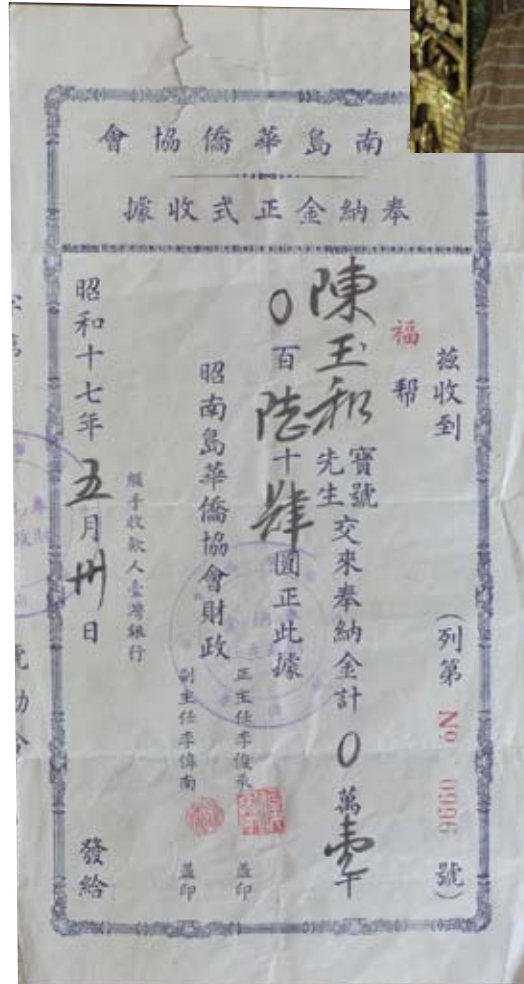 南島華僑協會
奉納金正式收據
茲收到
(列第 No 0996 號)
福帮
陳玉和 寶號 先生 交來奉納金計 0 萬 壹 千
0 百 陸 十 肆 圓正此據
昭南島華僑協會財政
正主任李俊承 蓋印
副主任李偉南 蓋印
經手收款人臺灣銀行
昭和十七年 五 月 卅 日 發給